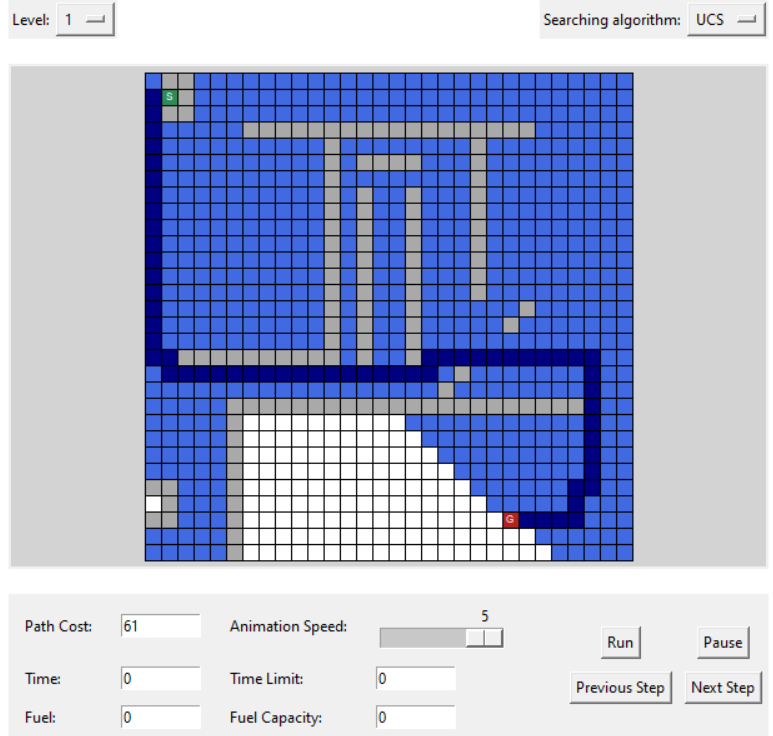 Level: 1 Searching algorithm: UCS
S
G
5
Path Cost: 61 Animation Speed:
Run Pause
Time: 0 Time Limit: 0
Previous Step Next Step
Fuel: 0 Fuel Capacity: 0